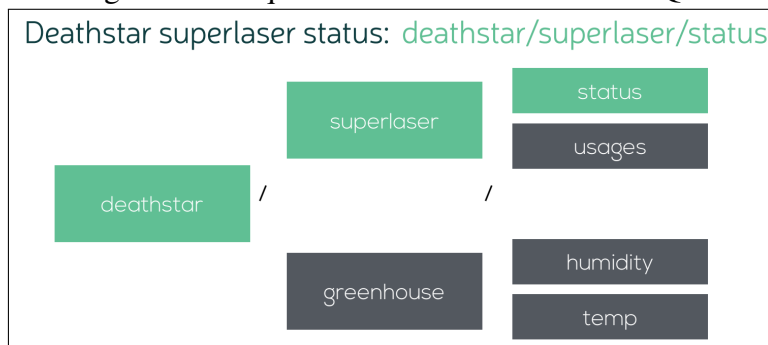 Deathstar superlaser status: deathstar/superlaser/status
status
superlaser
usages
deathstar
/
/
humidity
greenhouse
temp